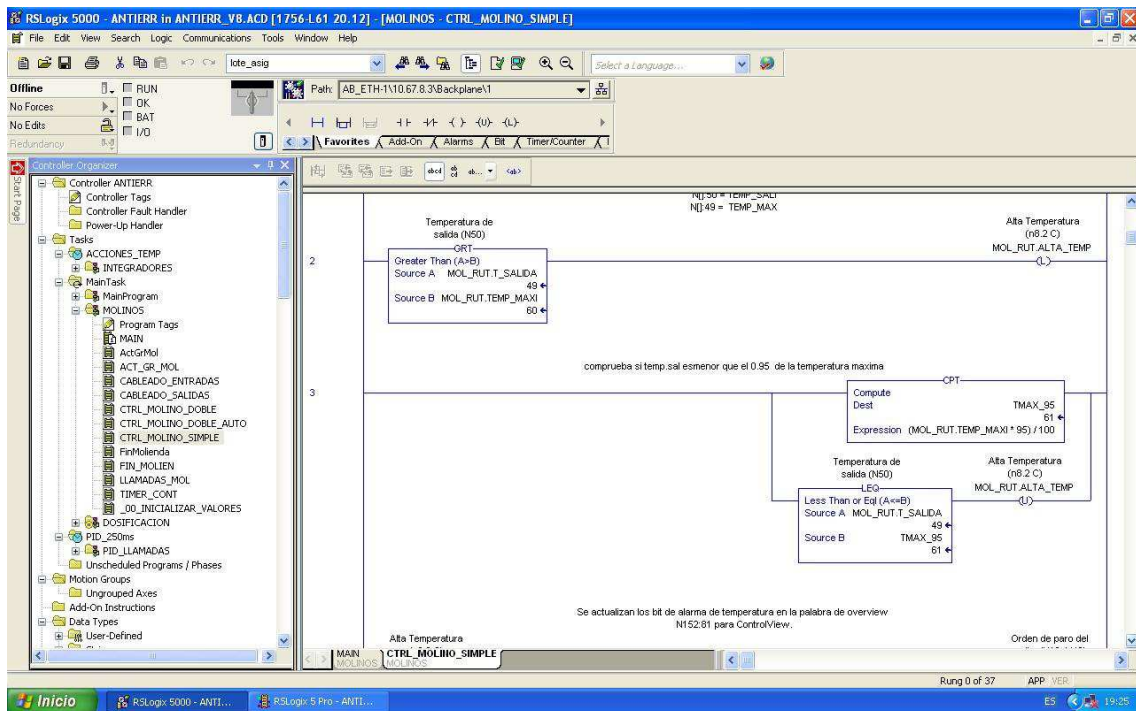 RSLogix 5000 - ANTIERR in ANTIERR_V8.ACD [1756-L61 20.12] - [MOLINOS - CTRL_MOLINO_SIMPLE]
File Edit View Search Logic Communications Tools Window Help
lote_asig
Select a Language...
Offline
RUN
No Forces
OK
No Edits
BAT
Redundancy
I/O
Path: AB_ETH-1\10.67.8.3\Backplane\1
Favorites Add-On Alarms Bit Timer/Counter
Start Page
Controller Organizer
Controller ANTIERR
Controller Tags
Controller Fault Handler
Power-Up Handler
Tasks
ACCIONES_TEMP
INTEGRADORES
MainTask
MainProgram
MOLINOS
Program Tags
MAIN
ActGrMol
ACT_GR_MOL
CABLEADO_ENTRADAS
CABLEADO_SALIDAS
CTRL_MOLINO_DOBLE
CTRL_MOLINO_DOBLE_AUTO
CTRL_MOLINO_SIMPLE
FinMolienda
FIN_MOLIEN
LLAMADAS_MOL
TIMER_CONT
_00_INICIALIZAR_VALORES
DOSIFICACION
PID_250ms
PID_LLAMADAS
Unscheduled Programs / Phases
Motion Groups
Ungrouped Axes
Add-On Instructions
Data Types
User-Defined
abcd
ab...
<ab>
N[]:50 = TEMP_SALI
N[]:49 = TEMP_MAX
2
Temperatura de
salida (N50)
GRT
Greater Than (A>B)
Source A MOL_RUT.T_SALIDA
49
Source B MOL_RUT.TEMP_MAXI
60
Alta Temperatura
(n8.2 C)
MOL_RUT.ALTA_TEMP
L
comprueba si temp.sal esmenor que el 0.95 de la temperatura maxima
3
CPT
Compute
Dest TMAX_95
61
Expression (MOL_RUT.TEMP_MAXI * 95) / 100
Temperatura de
salida (N50)
LEQ
Less Than or Eql (A<=B)
Source A MOL_RUT.T_SALIDA
49
Source B TMAX_95
61
Alta Temperatura
(n8.2 C)
MOL_RUT.ALTA_TEMP
U
Se actualizan los bit de alarma de temperatura en la palabra de overview
N152:81 para ControlView.
Alta Temperatura
Orden de paro del
MAIN
MOLINOS
CTRL_MOLINO_SIMPLE
MOLINOS
Rung 0 of 37 APP VER
Inicio
RSLogix 5000 - ANTI...
RSLogix 5 Pro - ANTI...
ES
19:25